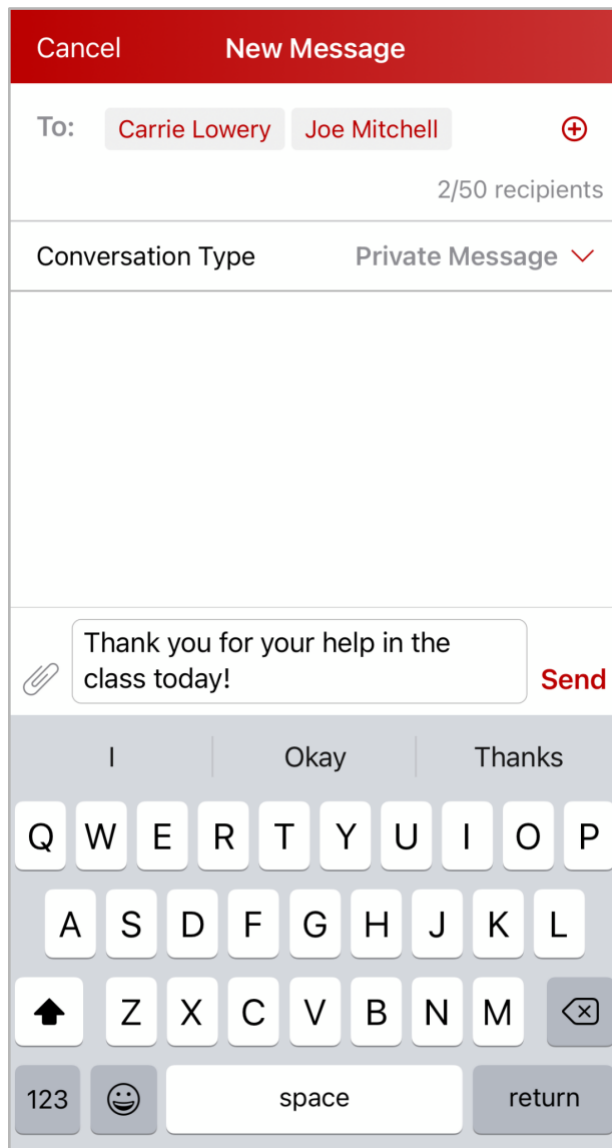 Cancel New Message
To: Carrie Lowery Joe Mitchell
2/50 recipients
Conversation Type Private Message
Thank you for your help in the
class today!
Send
I Okay Thanks
Q W E R T Y U I O P
A S D F G H J K L
Z X C V B N M
123 space return